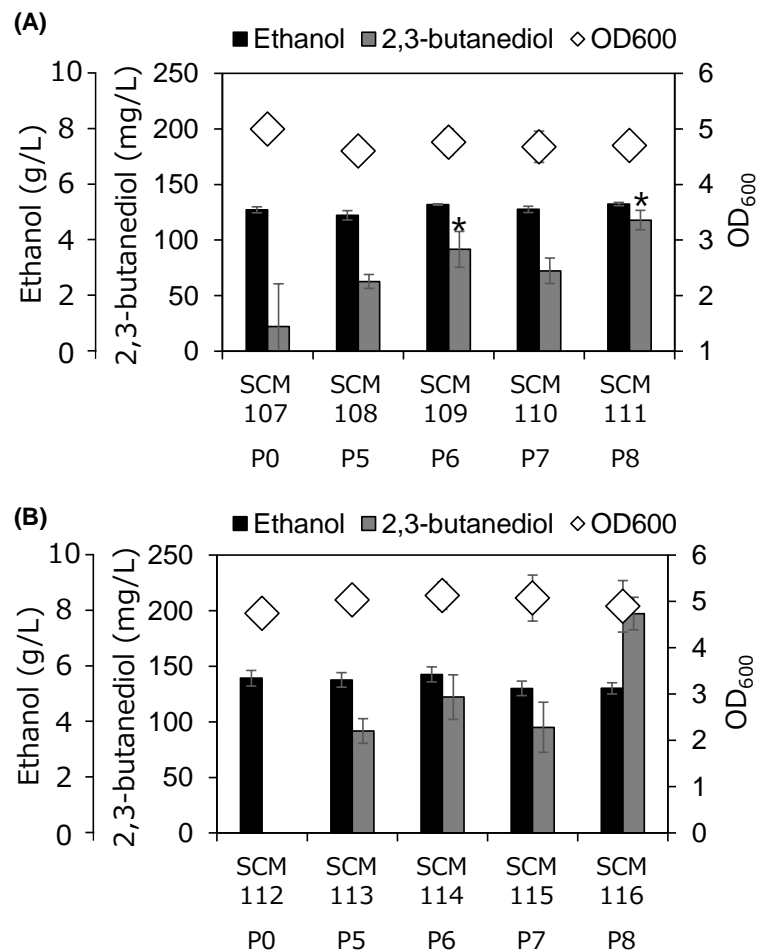 (A)
Ethanol 2,3-butanediol OD600
Ethanol (g/L)
10
8
6
4
2
0
2,3-butanediol (mg/L)
250
200
150
100
50
0
* *
6
5
4
3
2
1
OD600
SCM SCM SCM SCM SCM
107 108 109 110 111
P0 P5 P6 P7 P8
(B)
Ethanol 2,3-butanediol OD600
Ethanol (g/L)
10
8
6
4
2
0
2,3-butanediol (mg/L)
250
200
150
100
50
0
6
5
4
3
2
1
0
OD600
SCM SCM SCM SCM SCM
112 113 114 115 116
P0 P5 P6 P7 P8